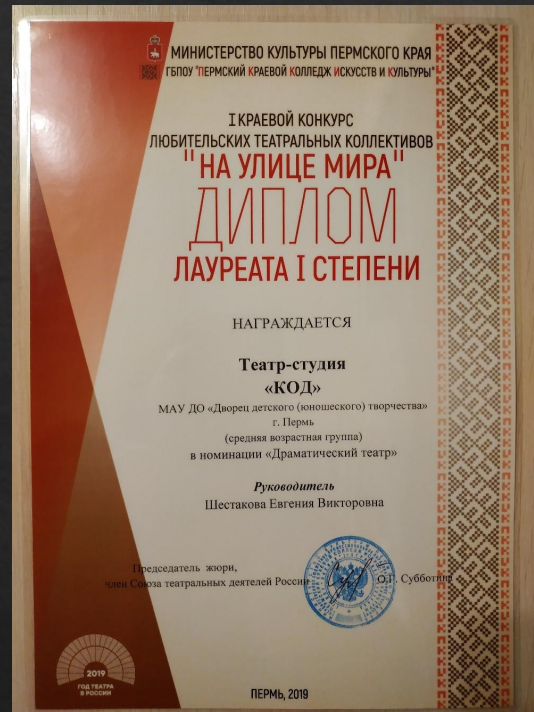 МИНИСТЕРСТВО КУЛЬТУРЫ ПЕРМСКОГО КРАЯ
ГБПОУ "ПЕРМСКИЙ КРАЕВОЙ КОЛЛЕДЖ ИСКУССТВ И КУЛЬТУРЫ"
I КРАЕВОЙ КОНКУРС
ЛЮБИТЕЛЬСКИХ ТЕАТРАЛЬНЫХ КОЛЛЕКТИВОВ
"НА УЛИЦЕ МИРА"
ДИПЛОМ
ЛАУРЕАТА I СТЕПЕНИ
НАГРАЖДАЕТСЯ
Театр-студия
«КОД»
МАУ ДО «Дворец детского (юношеского) творчества»
г. Пермь
(средняя возрастная группа)
в номинации «Драматический театр»
Руководитель
Шестакова Евгения Викторовна
Председатель жюри,
член Союза театральных деятелей России О.Г. Субботина
2019
ГОД ТЕАТРА
В РОССИИ
ПЕРМЬ, 2019